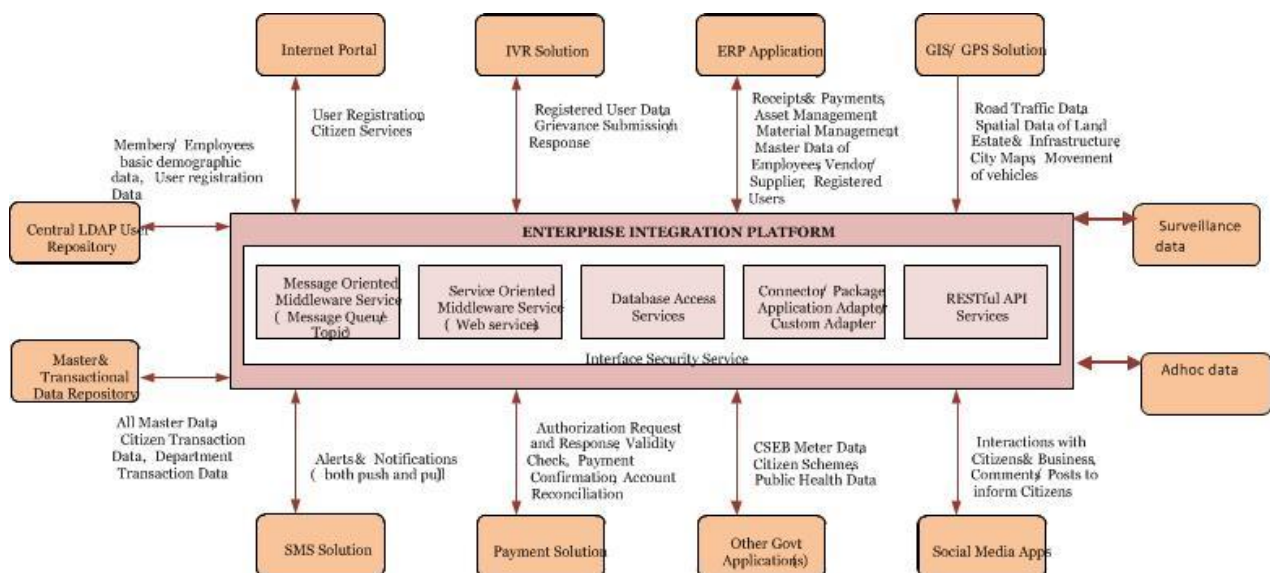 Internet Portal
IVR Solution
ERP Application
GIS/ GPS Solution
User Registration,
Citizen Services
Registered User Data,
Grievance Submission,
Response
Receipts& Payments,
Asset Management,
Material Management,
Master Data of
Employees, Vendor/
Supplier, Registered
Users
Road Traffic Data,
Spatial Data of Land,
Estate& Infrastructure,
City Maps, Movement
of vehicles
Members/ Employees
basic demographic
data, User registration
Data
Central LDAP User
Repository
ENTERPRISE INTEGRATION PLATFORM
Surveillance
data
Message Oriented
Middleware Service
( Message Queue/
Topic)
Service Oriented
Middleware Service
( Web services)
Database Access
Services
Connector/ Package
Application Adapter/
Custom Adapter
RESTful API
Services
Interface Security Service
Master&
Transactional
Data Repository
Adhoc data
All Master Data,
Citizen Transaction
Data, Department
Transaction Data
Alerts& Notifications
( both push and pull)
Authorization Request
and Response, Validity
Check, Payment
Confirmation, Account
Reconciliation
CSEB Meter Data,
Citizen Schemes,
Public Health Data
Interactions with
Citizens& Business,
Comments/ Posts to
inform Citizens
SMS Solution
Payment Solution
Other Govt
Application(s)
Social Media Apps